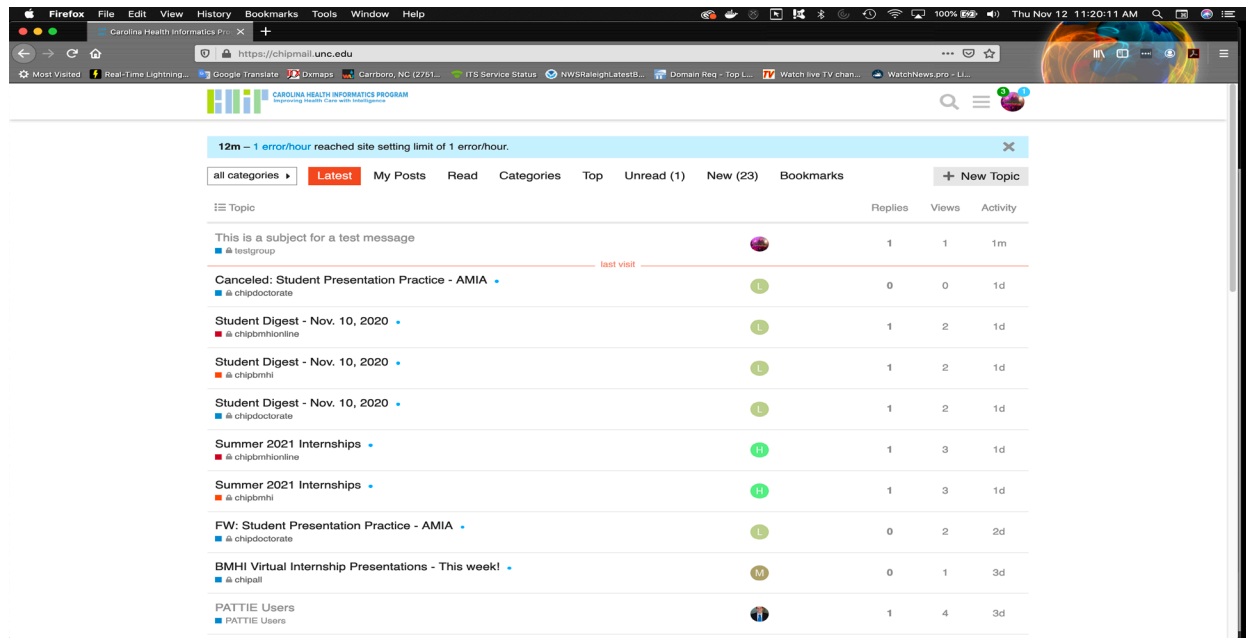 Firefox File Edit View History Bookmarks Tools Window Help 100% Thu Nov 12 11:20:11 AM
Carolina Health Informatics Pro
https://chipmail.unc.edu
Most Visited Real-Time Lightning... Google Translate Dxmaps Carrboro, NC (2751... ITS Service Status NWSRaleighLatestB... Domain Req - Top L... Watch live TV chan... WatchNews.pro - Li...
CAROLINA HEALTH INFORMATICS PROGRAM
Improving Health Care with Intelligence
3 1
12m – 1 error/hour reached site setting limit of 1 error/hour.
all categories Latest My Posts Read Categories Top Unread (1) New (23) Bookmarks + New Topic
Topic Replies Views Activity
This is a subject for a test message 1 1 1m
testgroup
last visit
Canceled: Student Presentation Practice - AMIA L 0 0 1d
chipdoctorate
Student Digest - Nov. 10, 2020 L 1 2 1d
chipbmhionline
Student Digest - Nov. 10, 2020 L 1 2 1d
chipbmhi
Student Digest - Nov. 10, 2020 L 1 2 1d
chipdoctorate
Summer 2021 Internships H 1 3 1d
chipbmhionline
Summer 2021 Internships H 1 3 1d
chipbmhi
FW: Student Presentation Practice - AMIA L 0 2 2d
chipdoctorate
BMHI Virtual Internship Presentations - This week! M 0 1 3d
chipall
PATTIE Users 1 4 3d
PATTIE Users